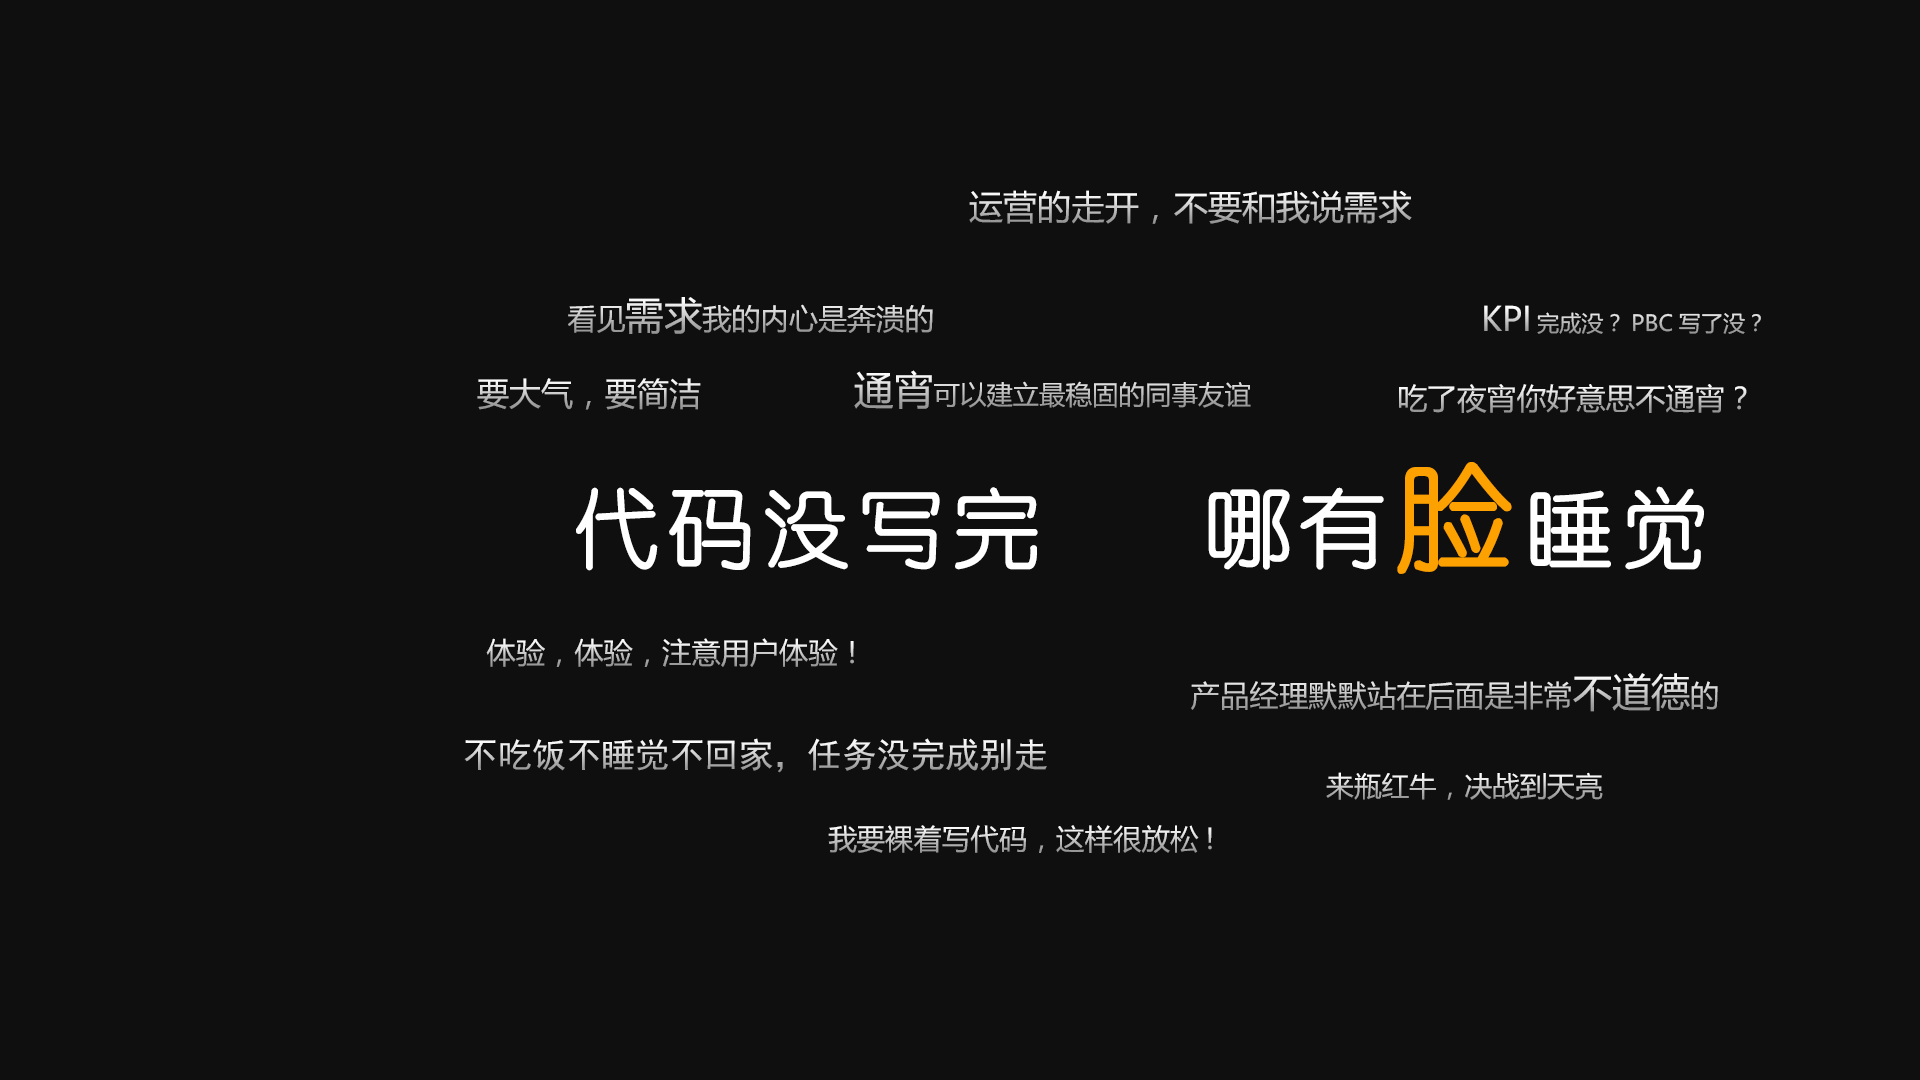 运营的走开，不要和我说需求
看见需求我的内心是奔溃的
KPI 完成没？ PBC 写了没？
要大气，要简洁
通宵可以建立最稳固的同事友谊
吃了夜宵你好意思不通宵？
代码没写完 哪有脸睡觉
体验，体验，注意用户体验！
产品经理默默站在后面是非常不道德的
不吃饭不睡觉不回家，任务没完成别走
来瓶红牛，决战到天亮
我要裸着写代码，这样很放松！